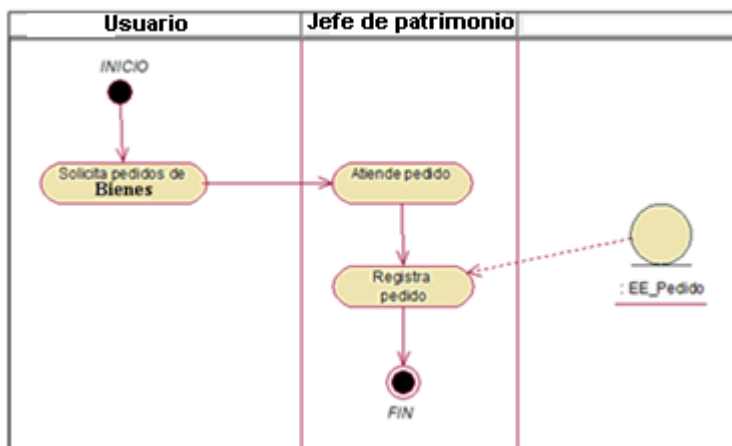 Usuario
Jefe de patrimonio
INICIO
Solicita pedidos de
Bienes
Atiende pedido
Registra
pedido
: EE_Pedido
FIN